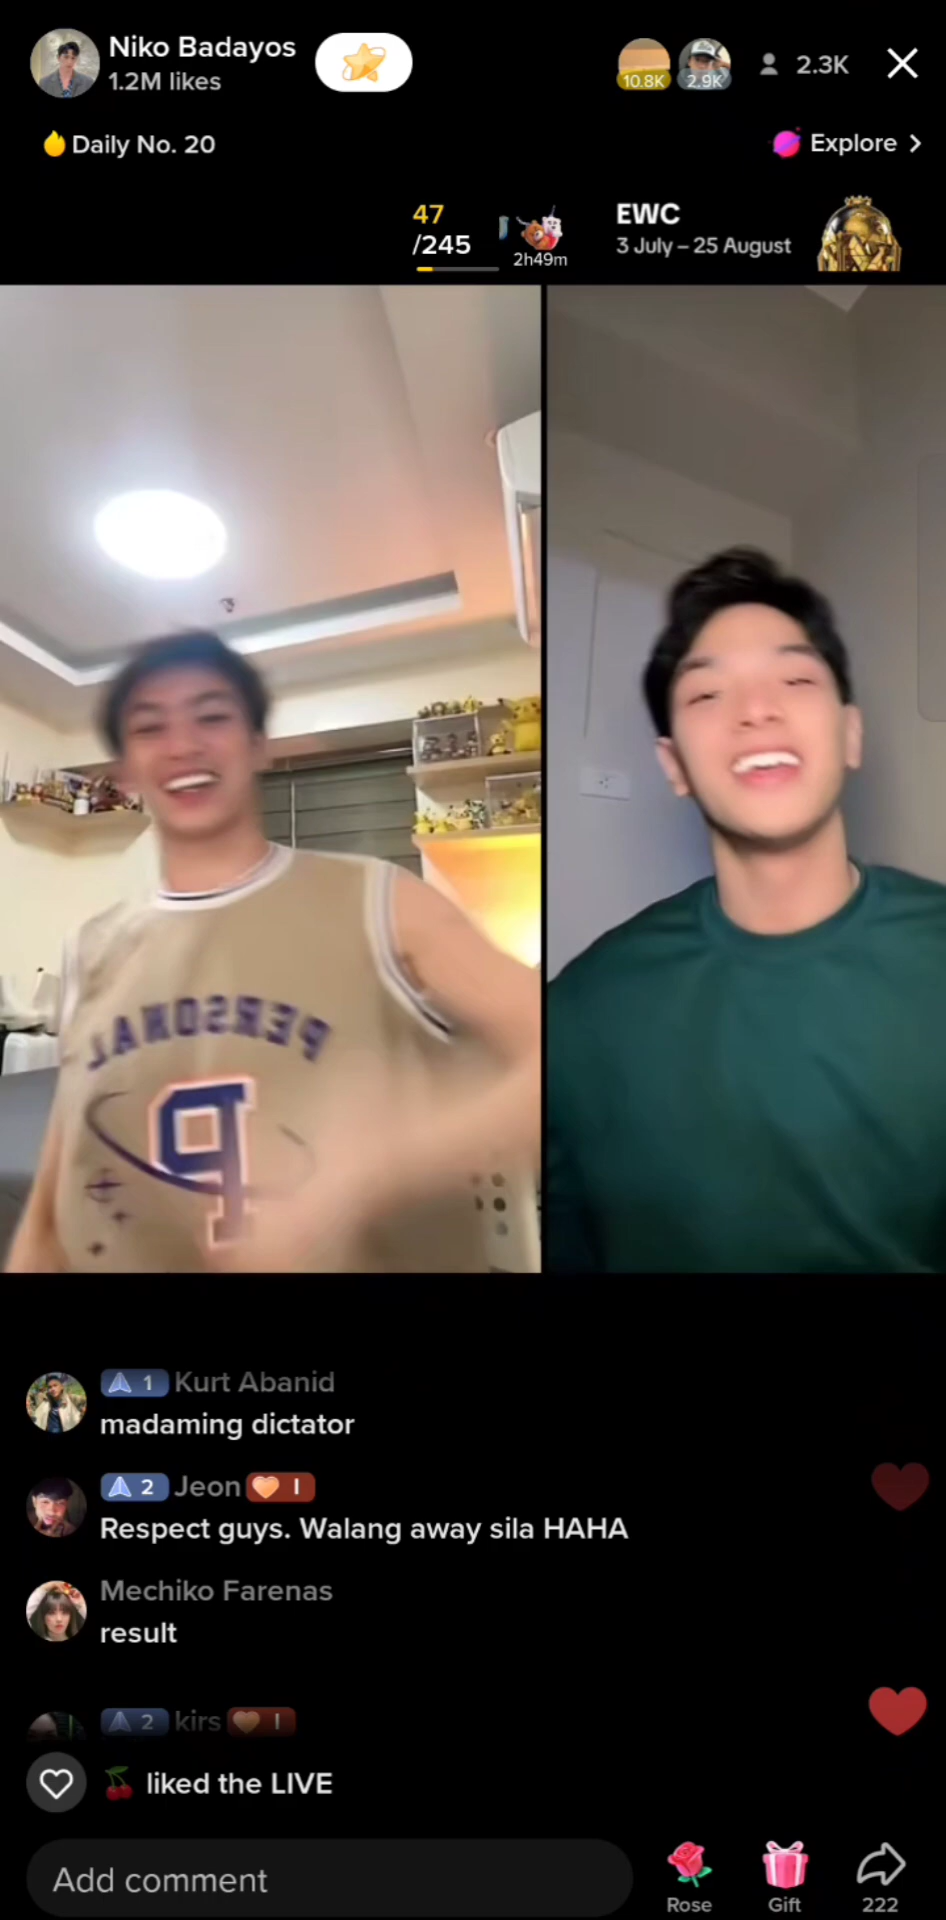 Niko Badayos
1.2M likes
10.8K
2.9K
2.3K
Daily No. 20
Explore >
47
/245
2h49m
EWC
3 July – 25 August
PERSONAL
P
1 Kurt Abanid
madaming dictator
2 Jeon I
Respect guys. Walang away sila HAHA
Mechiko Farenas
result
2 kirs I
liked the LIVE
Add comment
Rose
Gift
222